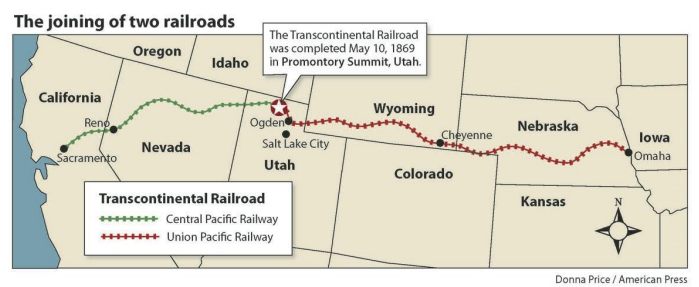 The joining of two railroads
The Transcontinental Railroad
was completed May 10, 1869
in Promontory Summit, Utah.
Oregon
Idaho
California
Wyoming
Reno
Ogden
Nebraska
Cheyenne
Iowa
Sacramento
Nevada
Salt Lake City
Omaha
Utah
Colorado
Transcontinental Railroad
Central Pacific Railway
Union Pacific Railway
Kansas
N
Donna Price / American Press